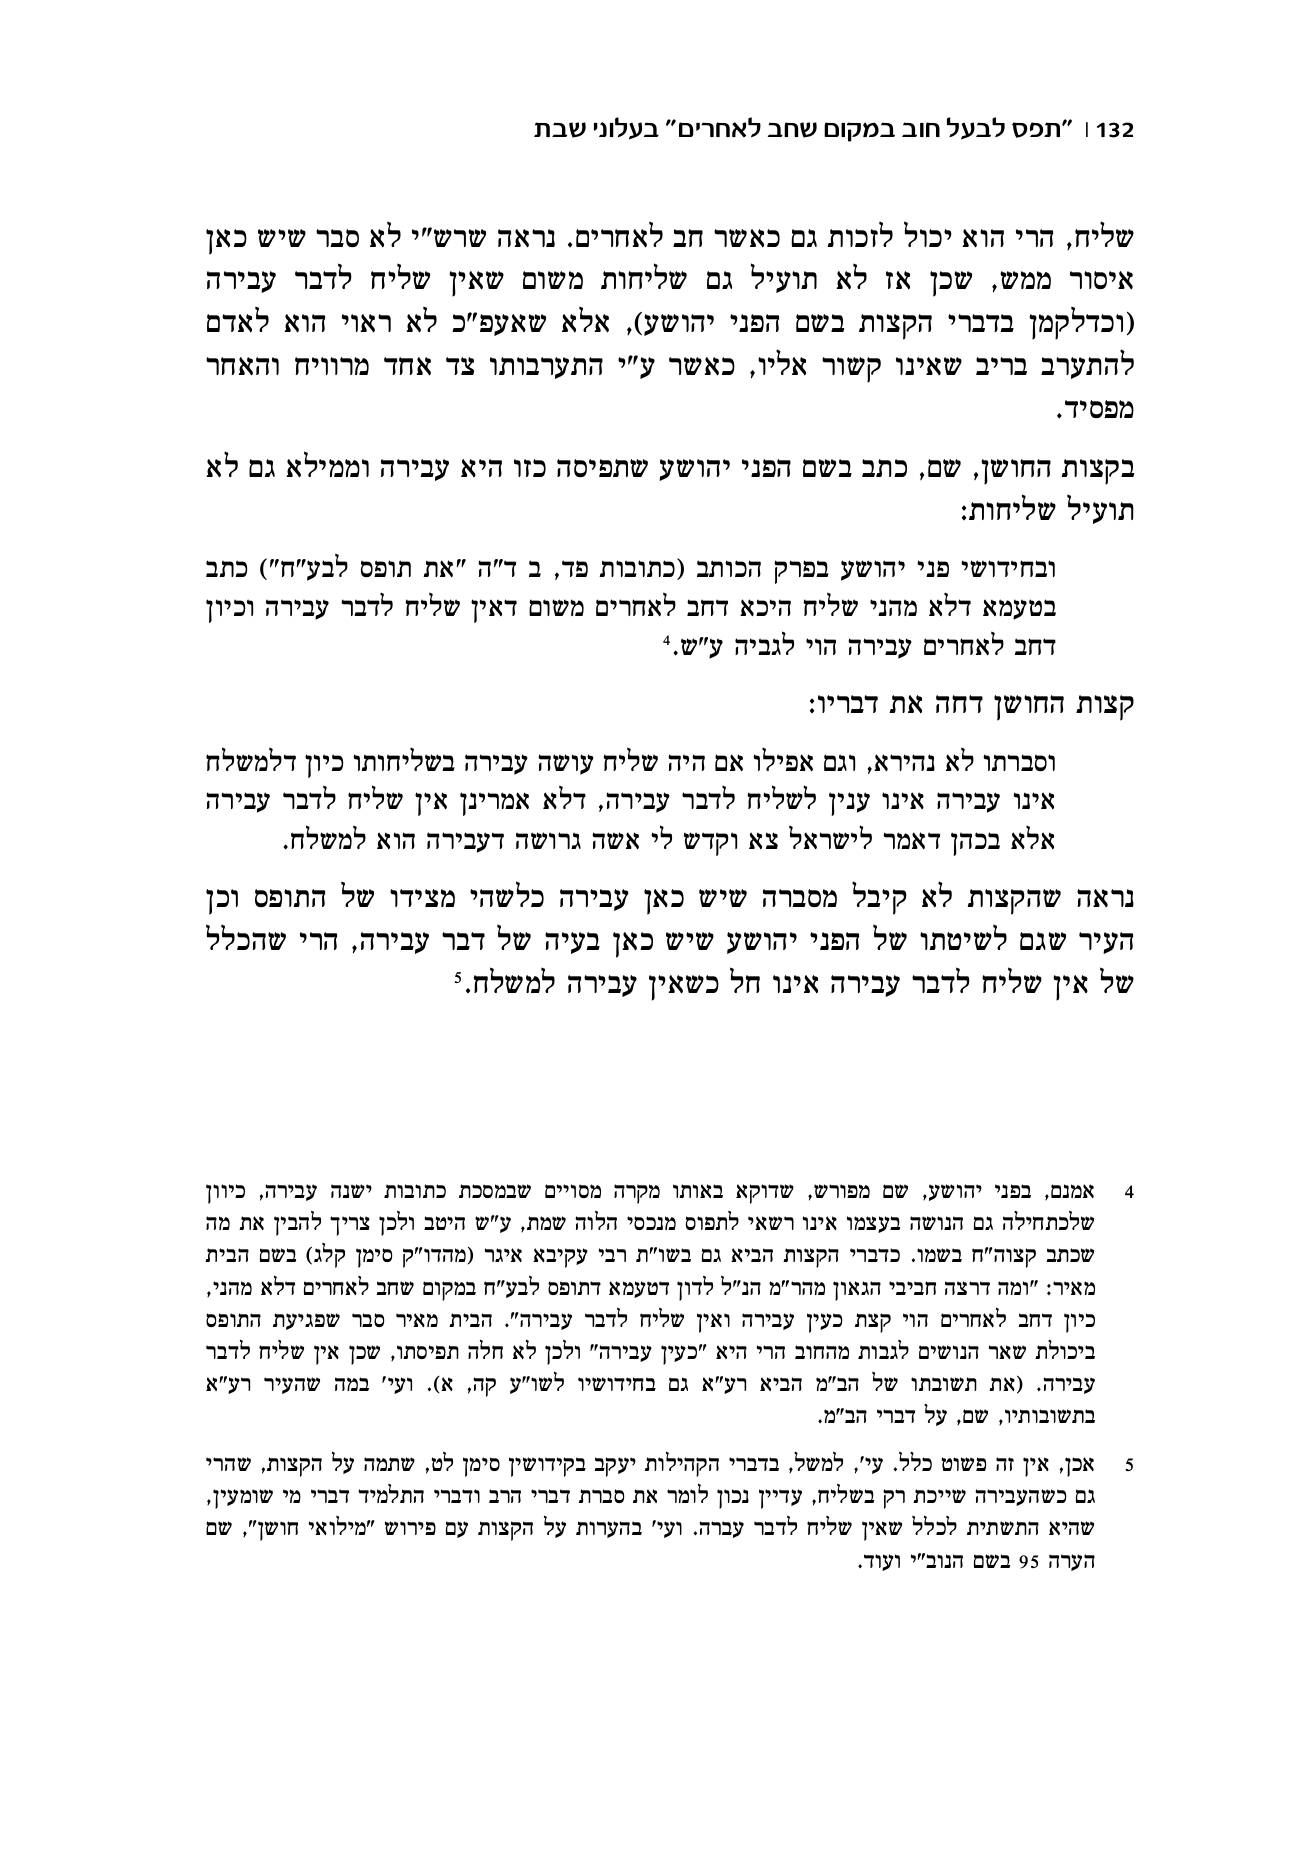 132 | "תפס לבעל חוב במקום שחב לאחרים" בעלוני שבת
שליח, הרי הוא יכול לזכות גם כאשר חב לאחרים. נראה שרש"י לא סבר שיש כאן
איסור ממש, שכן אז לא תועיל גם שליחות משום שאין שליח לדבר עבירה
(וכדלקמן בדברי הקצות בשם הפני יהושע), אלא שאעפ"כ לא ראוי הוא לאדם
להתערב בריב שאינו קשור אליו, כאשר ע"י התערבותו צד אחד מרוויח והאחר
מפסיד.
בקצות החושן, שם, כתב בשם הפני יהושע שתפיסה כזו היא עבירה וממילא גם לא
תועיל שליחות:
ובחידושי פני יהושע בפרק הכותב (כתובות פד, ב ד"ה "את תופס לבע"ח") כתב
בטעמא דלא מהני שליח היכא דחב לאחרים משום דאין שליח לדבר עבירה וכיון
דחב לאחרים עבירה הוי לגביה ע"ש.4
קצות החושן דחה את דבריו:
וסברתו לא נהירא, וגם אפילו אם היה שליח עושה עבירה בשליחותו כיון דלמשלח
אינו עבירה אינו ענין לשליח לדבר עבירה, דלא אמרינן אין שליח לדבר עבירה
אלא בכהן דאמר לישראל צא וקדש לי אשה גרושה דעבירה הוא למשלח.
נראה שהקצות לא קיבל מסברה שיש כאן עבירה כלשהי מצידו של התופס וכן
העיר שגם לשיטתו של הפני יהושע שיש כאן בעיה של דבר עבירה, הרי שהכלל
של אין שליח לדבר עבירה אינו חל כשאין עבירה למשלח.5
4 אמנם, בפני יהושע, שם מפורש, שדוקא באותו מקרה מסויים שבמסכת כתובות ישנה עבירה, כיוון
שלכתחילה גם הנושה בעצמו אינו רשאי לתפוס מנכסי הלוה שמת, ע"ש היטב ולכן צריך להבין את מה
שכתב קצוה"ח בשמו. כדברי הקצות הביא גם בשו"ת רבי עקיבא איגר (מהדו"ק סימן קלג) בשם הבית
מאיר: "ומה דרצה חביבי הגאון מהר"מ הנ"ל לדון דטעמא דתופס לבע"ח במקום שחב לאחרים דלא מהני,
כיון דחב לאחרים הוי קצת כעין עבירה ואין שליח לדבר עבירה". הבית מאיר סבר שפגיעת התופס
ביכולת שאר הנושים לגבות מהחוב הרי היא "כעין עבירה" ולכן לא חלה תפיסתו, שכן אין שליח לדבר
עבירה. (את תשובתו של הב"מ הביא רע"א גם בחידושיו לשו"ע קה, א). ועי' במה שהעיר רע"א
בתשובותיו, שם, על דברי הב"מ.
5 אכן, אין זה פשוט כלל. עי', למשל, בדברי הקהילות יעקב בקידושין סימן לט, שתמה על הקצות, שהרי
גם כשהעבירה שייכת רק בשליח, עדיין נכון לומר את סברת דברי הרב ודברי התלמיד דברי מי שומעין,
שהיא התשתית לכלל שאין שליח לדבר עברה. ועי' בהערות על הקצות עם פירוש "מילואי חושן", שם
הערה 95 בשם הנוב"י ועוד.